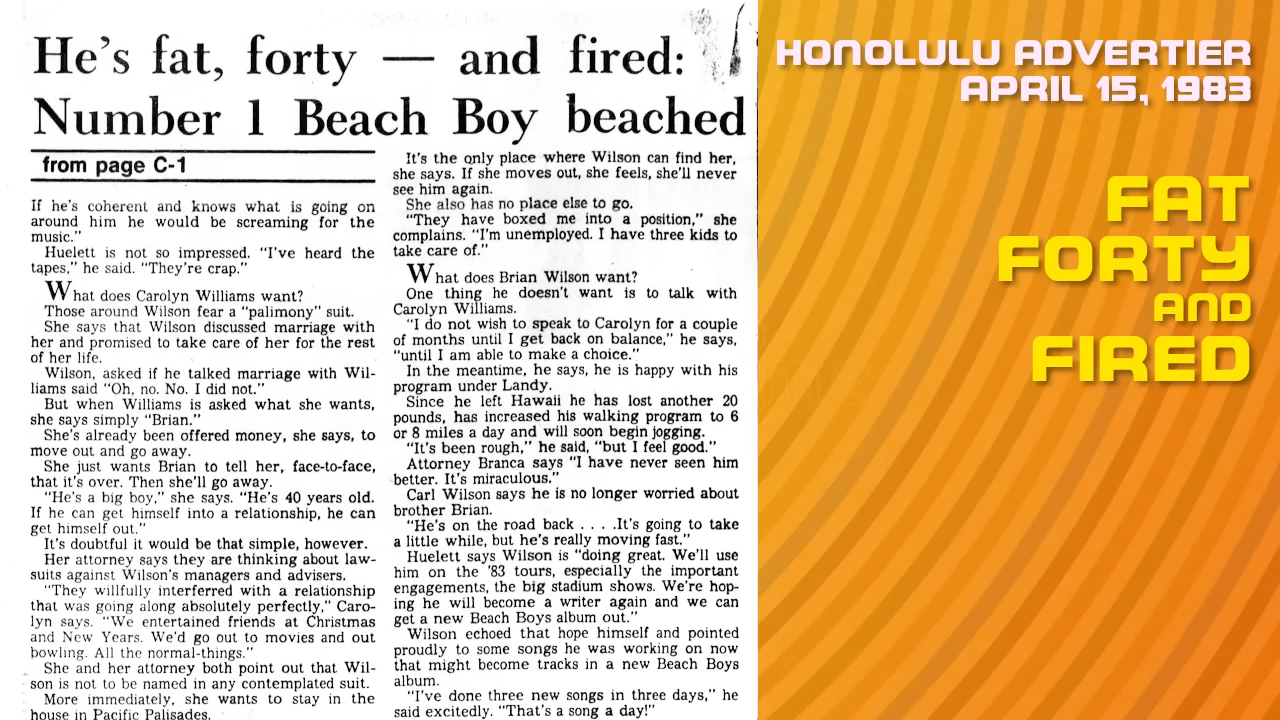 He's fat, forty — and fired:
Number 1 Beach Boy beached
from page C-1
If he's coherent and knows what is going on
around him he would be screaming for the
music."
Huelett is not so impressed. "I've heard the
tapes," he said. "They're crap."
What does Carolyn Williams want?
Those around Wilson fear a "palimony" suit.
She says that Wilson discussed marriage with
her and promised to take care of her for the rest
of her life.
Wilson, asked if he talked marriage with Wil-
liams said "Oh, no. No. I did not."
But when Williams is asked what she wants,
she says simply "Brian."
She's already been offered money, she says, to
move out and go away.
She just wants Brian to tell her, face-to-face,
that it's over. Then she'll go away.
"He's a big boy," she says. "He's 40 years old.
If he can get himself into a relationship, he can
get himself out."
It's doubtful it would be that simple, however.
Her attorney says they are thinking about law-
suits against Wilson's managers and advisers.
"They willfully interferred with a relationship
that was going along absolutely perfectly," Caro-
lyn says. "We entertained friends at Christmas
and New Years. We'd go out to movies and out
bowling. All the normal-things."
She and her attorney both point out that Wil-
son is not to be named in any contemplated suit.
More immediately, she wants to stay in the
house in Pacific Palisades.
It's the only place where Wilson can find her,
she says. If she moves out, she feels, she'll never
see him again.
She also has no place else to go.
"They have boxed me into a position," she
complains. "I'm unemployed. I have three kids to
take care of."
What does Brian Wilson want?
One thing he doesn't want is to talk with
Carolyn Williams.
"I do not wish to speak to Carolyn for a couple
of months until I get back on balance," he says,
"until I am able to make a choice."
In the meantime, he says, he is happy with his
program under Landy.
Since he left Hawaii he has lost another 20
pounds, has increased his walking program to 6
or 8 miles a day and will soon begin jogging.
"It's been rough," he said, "but I feel good."
Attorney Branca says "I have never seen him
better. It's miraculous."
Carl Wilson says he is no longer worried about
brother Brian.
"He's on the road back . . . .It's going to take
a little while, but he's really moving fast."
Huelett says Wilson is "doing great. We'll use
him on the '83 tours, especially the important
engagements, the big stadium shows. We're hop-
ing he will become a writer again and we can
get a new Beach Boys album out."
Wilson echoed that hope himself and pointed
proudly to some songs he was working on now
that might become tracks in a new Beach Boys
album.
"I've done three new songs in three days," he
said excitedly. "That's a song a day!"
HONOLULU ADVERTIER
APRIL 15, 1983
FAT
FORTY
AND
FIRED